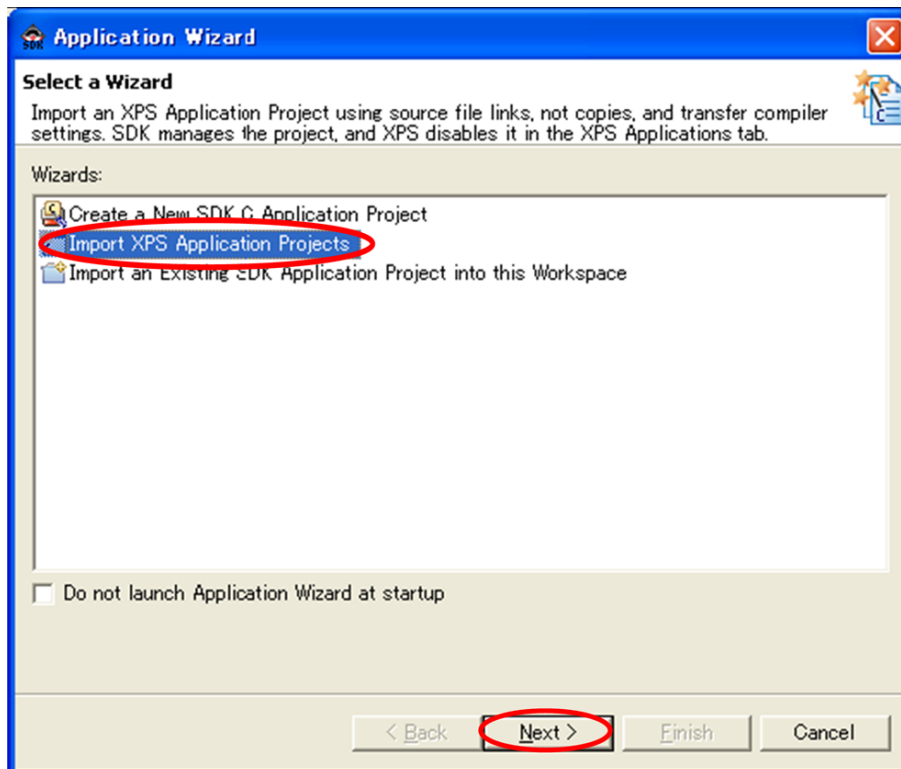 SDK
Application Wizard
Select a Wizard
Import an XPS Application Project using source file links, not copies, and transfer compiler
settings. SDK manages the project, and XPS disables it in the XPS Applications tab.
Wizards:
Create a New SDK C Application Project
Import XPS Application Projects
Import an Existing SDK Application Project into this Workspace
Do not launch Application Wizard at startup
< Back
Next >
Finish
Cancel